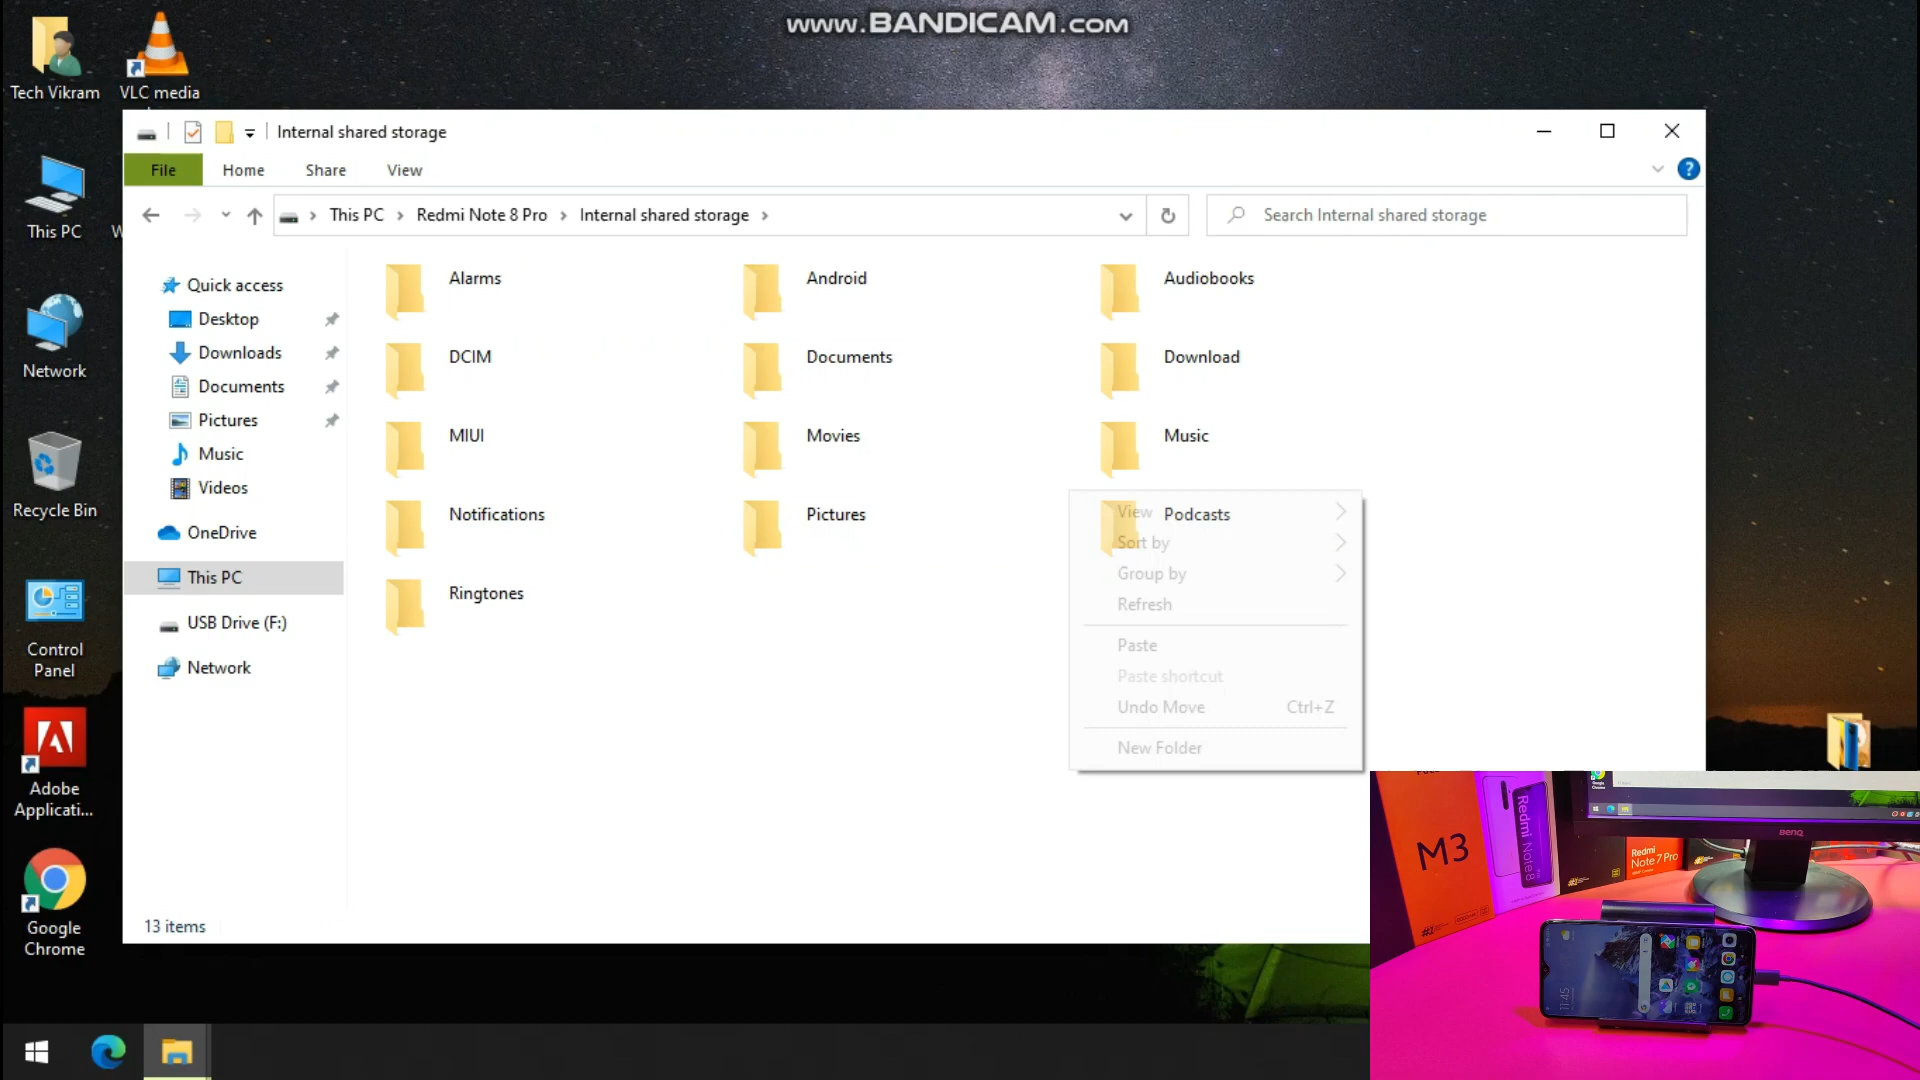 www.BANDICAM.com
Tech Vikram
VLC media
Internal shared storage
File Home Share View
This PC > Redmi Note 8 Pro > Internal shared storage >
Search Internal shared storage
This PC
W
Network
Recycle Bin
Control
Panel
Adobe
Applicati...
Google
Chrome
Quick access
Desktop
Downloads
Documents
Pictures
Music
Videos
OneDrive
This PC
USB Drive (F:)
Network
Alarms
Android
Audiobooks
DCIM
Documents
Download
MIUI
Movies
Music
Notifications
Pictures
Podcasts
Ringtones
View
Sort by
Group by
Refresh
Paste
Paste shortcut
Undo Move Ctrl+Z
New Folder
13 items
M3
Redmi Note 8
BenQ
Redmi
Note 7 Pro
11:45